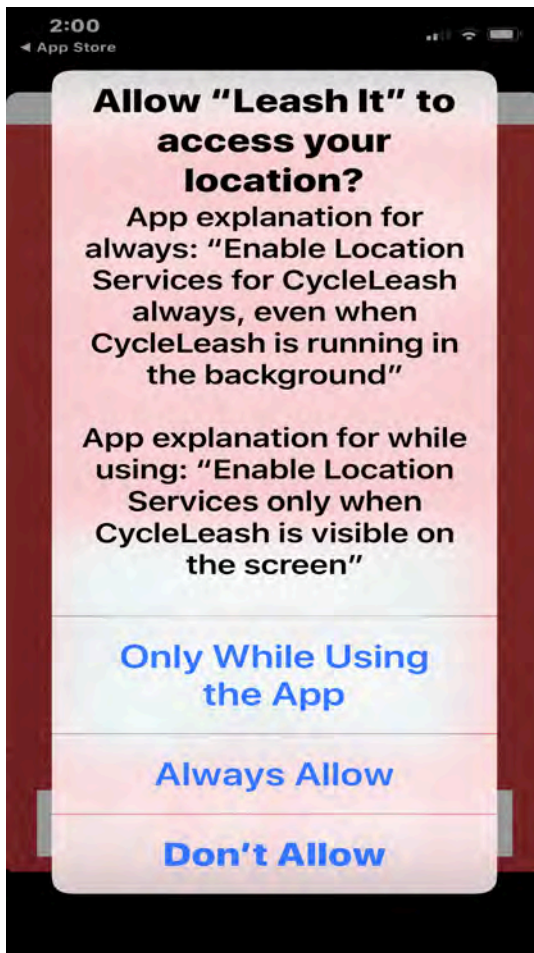 2:00
◀ App Store
Allow “Leash It” to
access your
location?
App explanation for
always: “Enable Location
Services for CycleLeash
always, even when
CycleLeash is running in
the background”
App explanation for while
using: “Enable Location
Services only when
CycleLeash is visible on
the screen”
Only While Using
the App
Always Allow
Don’t Allow